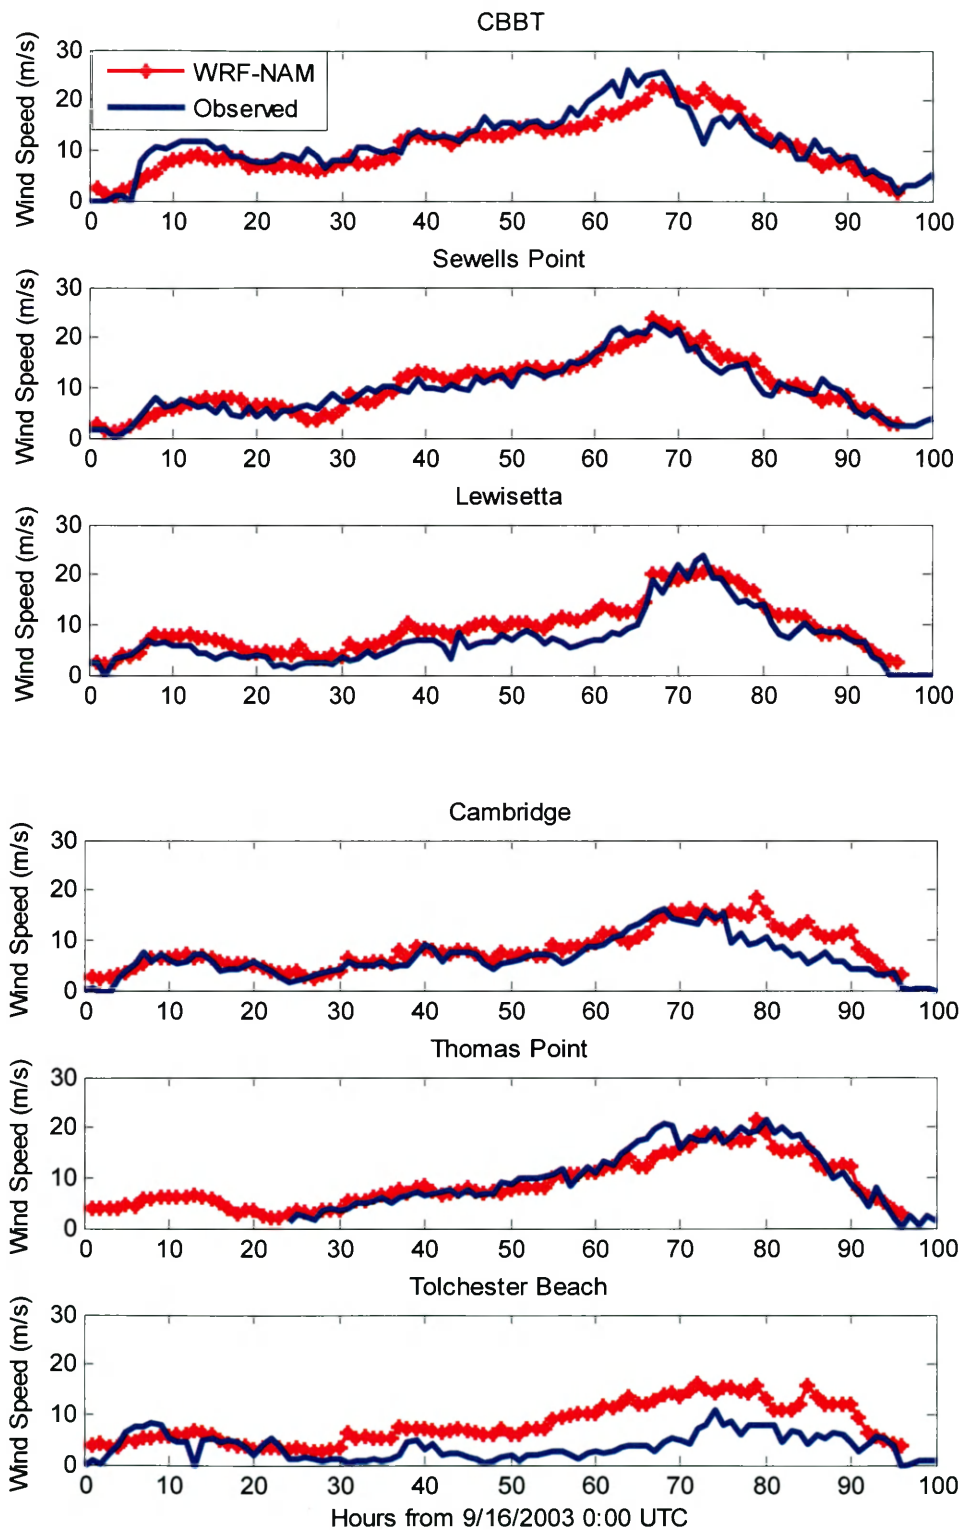 CBBT
Wind Speed (m/s)
30
20
10
0
WRF-NAM
Observed
0 10 20 30 40 50 60 70 80 90 100
Sewells Point
Wind Speed (m/s)
30
20
10
0
0 10 20 30 40 50 60 70 80 90 100
Lewisetta
Wind Speed (m/s)
30
20
10
0
0 10 20 30 40 50 60 70 80 90 100
Cambridge
Wind Speed (m/s)
30
20
10
0
0 10 20 30 40 50 60 70 80 90 100
Thomas Point
Wind Speed (m/s)
30
20
10
0
0 10 20 30 40 50 60 70 80 90 100
Tolchester Beach
Wind Speed (m/s)
30
20
10
0
0 10 20 30 40 50 60 70 80 90 100
Hours from 9/16/2003 0:00 UTC